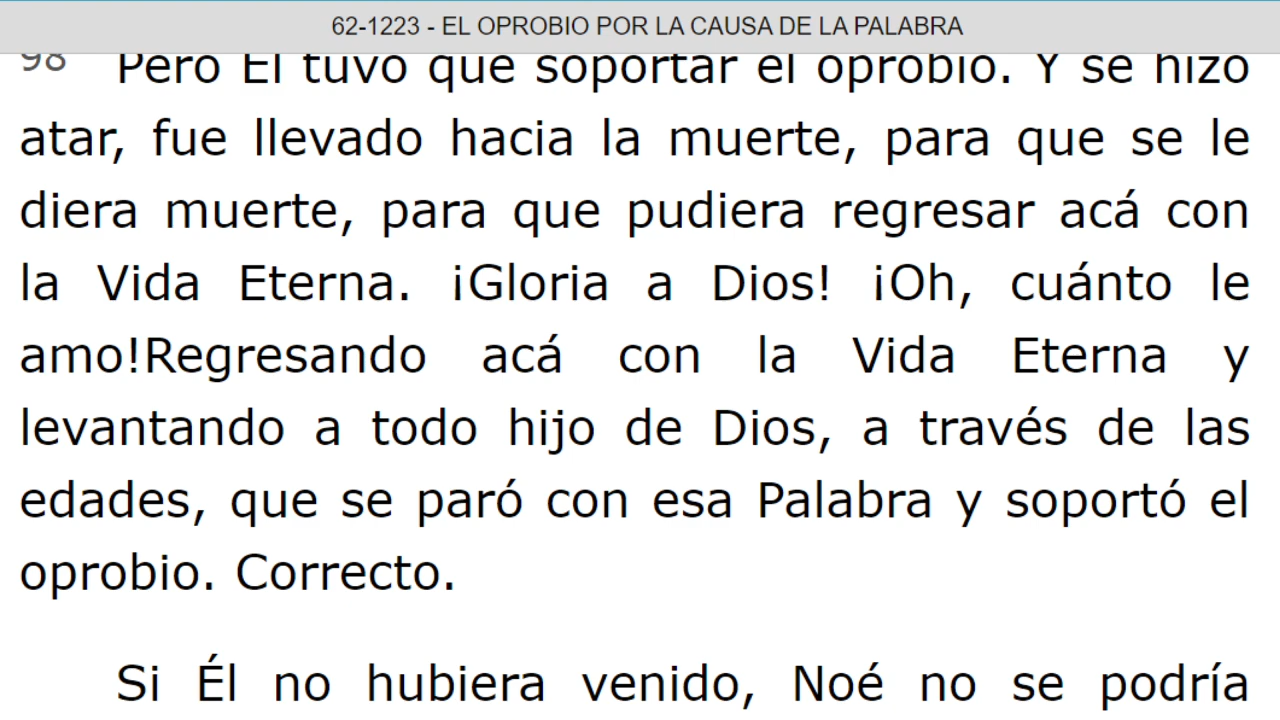 62-1223 - EL OPROBIO POR LA CAUSA DE LA PALABRA
98 Pero Él tuvo que soportar el oprobio. Y se hizo
atar, fue llevado hacia la muerte, para que se le
diera muerte, para que pudiera regresar acá con
la Vida Eterna. ¡Gloria a Dios! ¡Oh, cuánto le
amo!Regresando acá con la Vida Eterna y
levantando a todo hijo de Dios, a través de las
edades, que se paró con esa Palabra y soportó el
oprobio. Correcto.
Si Él no hubiera venido, Noé no se podría